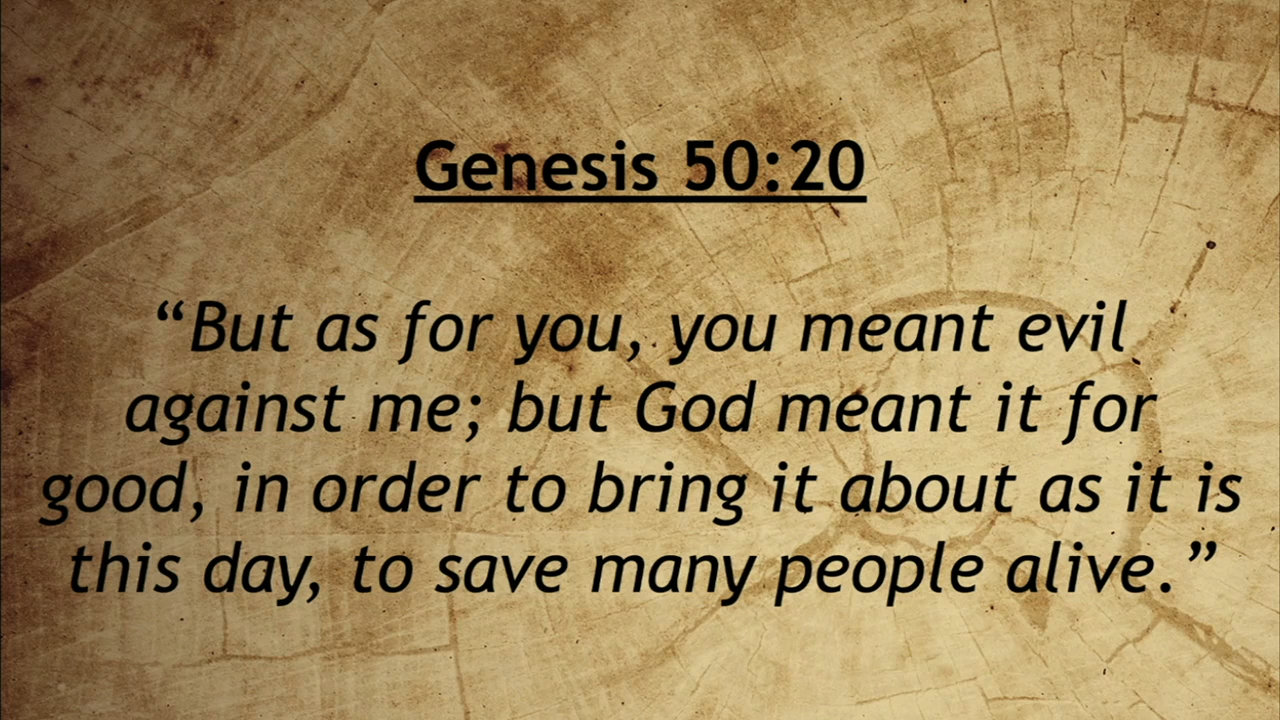 Genesis 50:20
“But as for you, you meant evil
against me; but God meant it for
good, in order to bring it about as it is
this day, to save many people alive.”